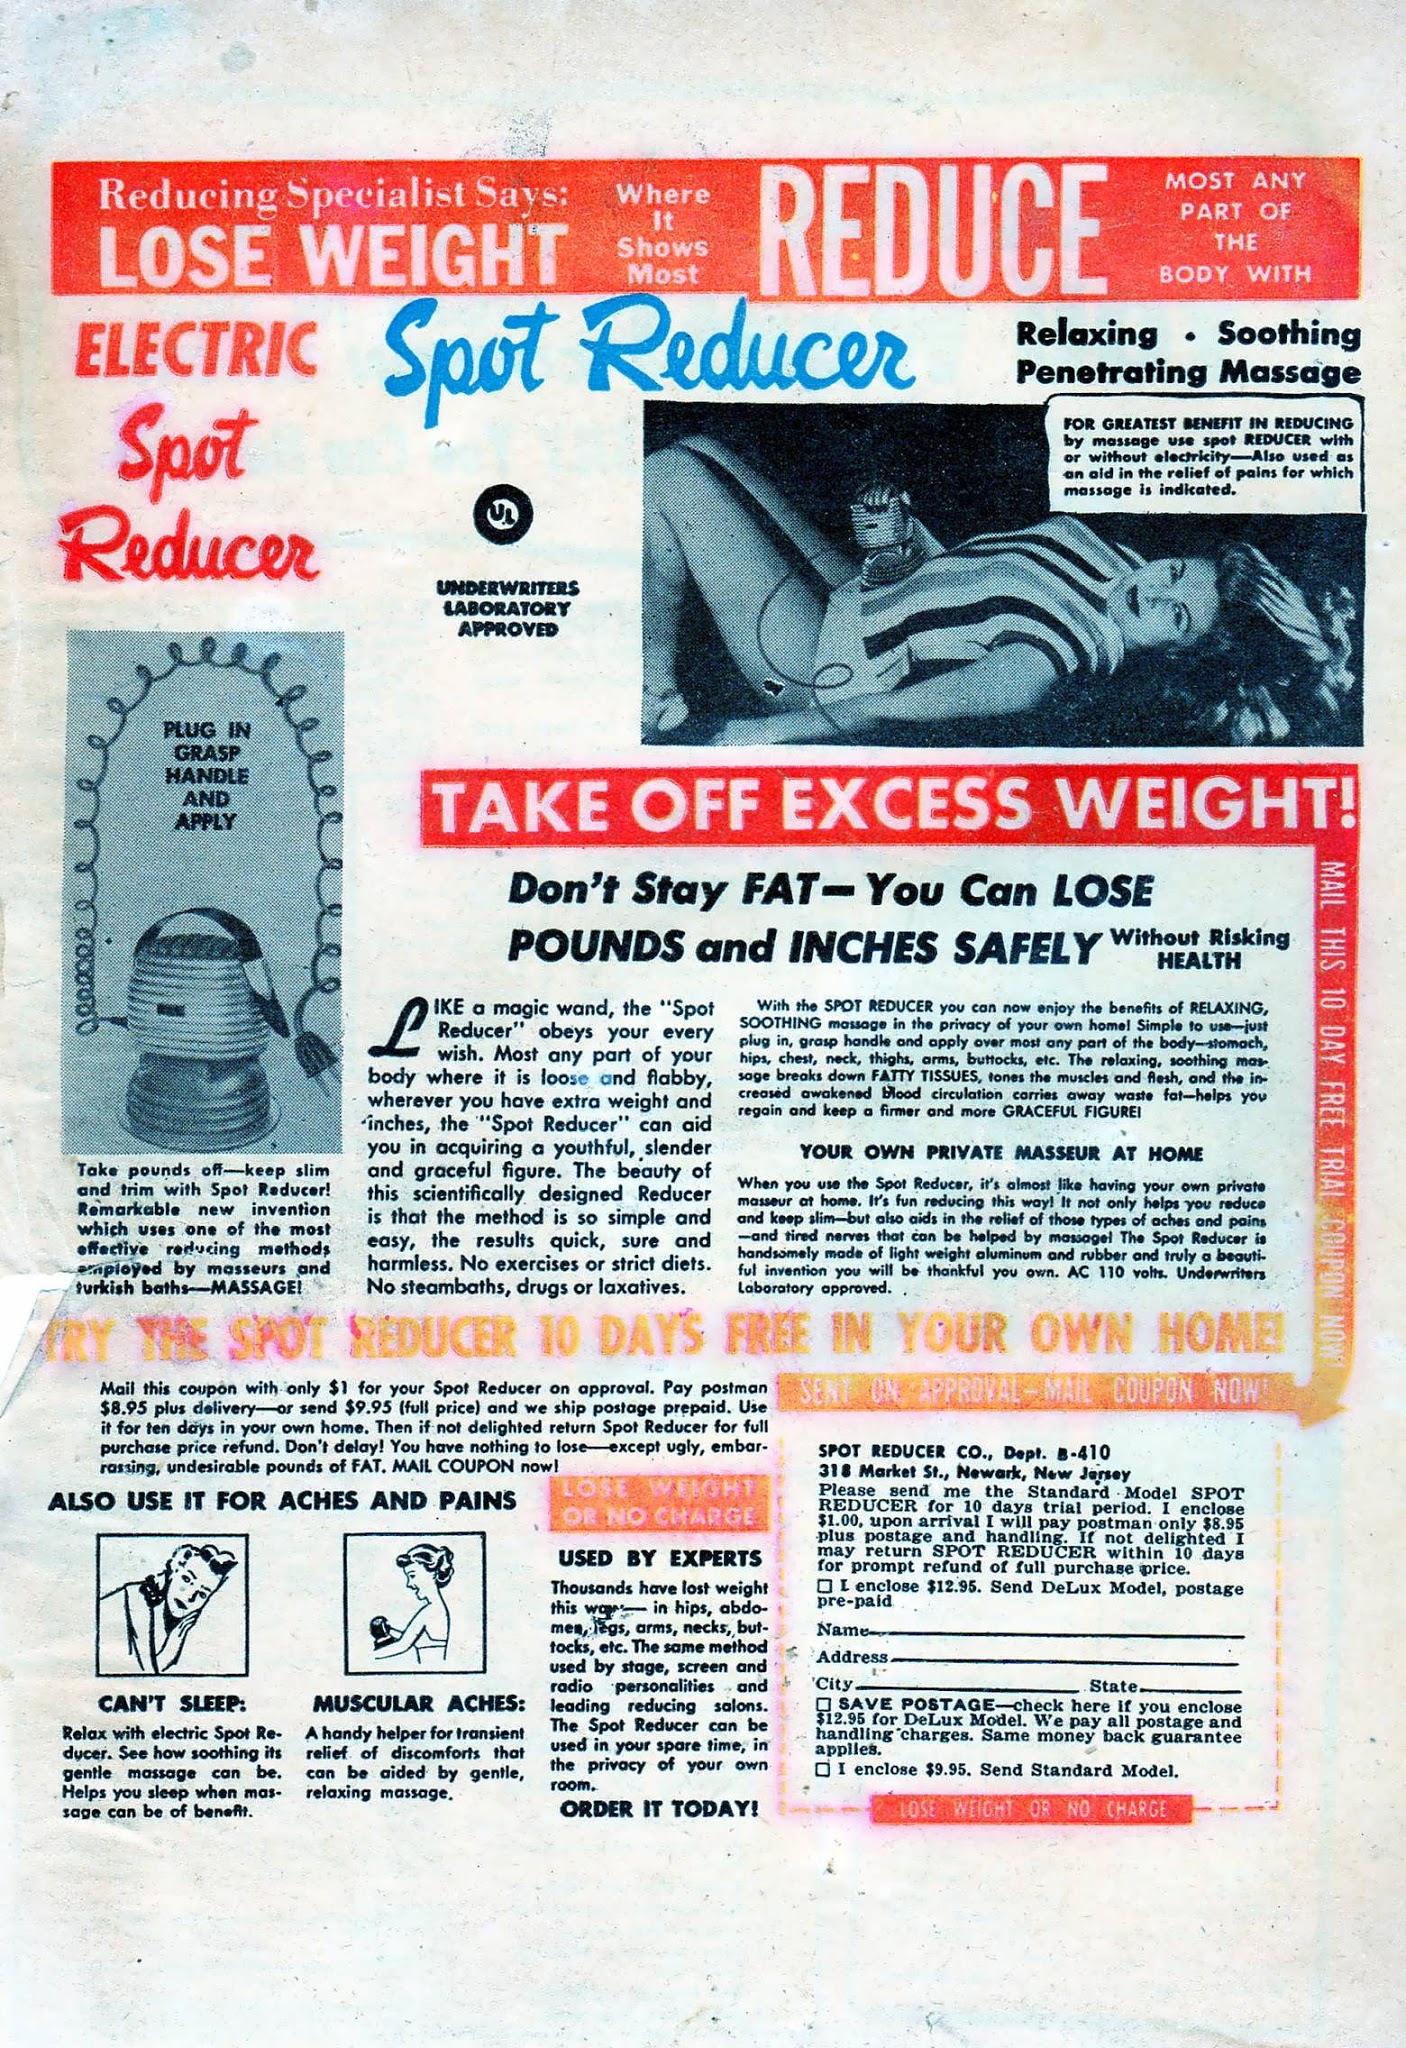 Reducing Specialist Says:
LOSE WEIGHT
Where
It
Shows
Most
REDUCE
MOST ANY
PART OF
THE
BODY WITH
ELECTRIC
Spot
Reducer
Spot Reducer
Relaxing • Soothing
Penetrating Massage
UL
UNDERWRITERS
LABORATORY
APPROVED
FOR GREATEST BENEFIT IN REDUCING
by massage use spot REDUCER with
or without electricity—Also used as
an aid in the relief of pains for which
massage is indicated.
PLUG IN
GRASP
HANDLE
AND
APPLY
Take pounds off—keep slim
and trim with Spot Reducer!
Remarkable new invention
which uses one of the most
effective reducing methods
employed by masseurs and
turkish baths—MASSAGE!
TAKE OFF EXCESS WEIGHT!
Don't Stay FAT—You Can LOSE
POUNDS and INCHES SAFELY Without Risking
HEALTH
LIKE a magic wand, the "Spot
Reducer" obeys your every
wish. Most any part of your
body where it is loose and flabby,
wherever you have extra weight and
inches, the "Spot Reducer" can aid
you in acquiring a youthful, slender
and graceful figure. The beauty of
this scientifically designed Reducer
is that the method is so simple and
easy, the results quick, sure and
harmless. No exercises or strict diets.
No steambaths, drugs or laxatives.
With the SPOT REDUCER you can now enjoy the benefits of RELAXING,
SOOTHING massage in the privacy of your own home! Simple to use—just
plug in, grasp handle and apply over most any part of the body—stomach,
hips, chest, neck, thighs, arms, buttocks, etc. The relaxing, soothing mas-
sage breaks down FATTY TISSUES, tones the muscles and flesh, and the in-
creased awakened blood circulation carries away waste fat—helps you
regain and keep a firmer and more GRACEFUL FIGURE!
YOUR OWN PRIVATE MASSEUR AT HOME
When you use the Spot Reducer, it's almost like having your own private
masseur at home. It's fun reducing this way! It not only helps you reduce
and keep slim—but also aids in the relief of those types of aches and pains
—and tired nerves that can be helped by massage! The Spot Reducer is
handsomely made of light weight aluminum and rubber and truly a beauti-
ful invention you will be thankful you own. AC 110 volts. Underwriters
Laboratory approved.
MAIL THIS 10 DAY FREE TRIAL COUPON NOW!
TRY THE SPOT REDUCER 10 DAYS FREE IN YOUR OWN HOME!
Mail this coupon with only $1 for your Spot Reducer on approval. Pay postman
$8.95 plus delivery—or send $9.95 (full price) and we ship postage prepaid. Use
it for ten days in your own home. Then if not delighted return Spot Reducer for full
purchase price refund. Don't delay! You have nothing to lose—except ugly, embar-
rassing, undesirable pounds of FAT. MAIL COUPON now!
ALSO USE IT FOR ACHES AND PAINS
CAN'T SLEEP:
Relax with electric Spot Re-
ducer. See how soothing its
gentle massage can be.
Helps you sleep when mas-
sage can be of benefit.
MUSCULAR ACHES:
A handy helper for transient
relief of discomforts that
can be aided by gentle,
relaxing massage.
LOSE WEIGHT
OR NO CHARGE
USED BY EXPERTS
Thousands have lost weight
this way— in hips, abdo-
men, legs, arms, necks, but-
tocks, etc. The same method
used by stage, screen and
radio personalities and
leading reducing salons.
The Spot Reducer can be
used in your spare time, in
the privacy of your own
room.
ORDER IT TODAY!
SENT ON APPROVAL—MAIL COUPON NOW!
SPOT REDUCER CO., Dept. B-410
318 Market St., Newark, New Jersey
Please send me the Standard Model SPOT
REDUCER for 10 days trial period. I enclose
$1.00, upon arrival I will pay postman only $8.95
plus postage and handling. If not delighted I
may return SPOT REDUCER within 10 days
for prompt refund of full purchase price.
☐ I enclose $12.95. Send DeLux Model, postage
pre-paid
Name
Address
City State
☐ SAVE POSTAGE—check here if you enclose
$12.95 for DeLux Model. We pay all postage and
handling charges. Same money back guarantee
applies.
☐ I enclose $9.95. Send Standard Model.
LOSE WEIGHT OR NO CHARGE